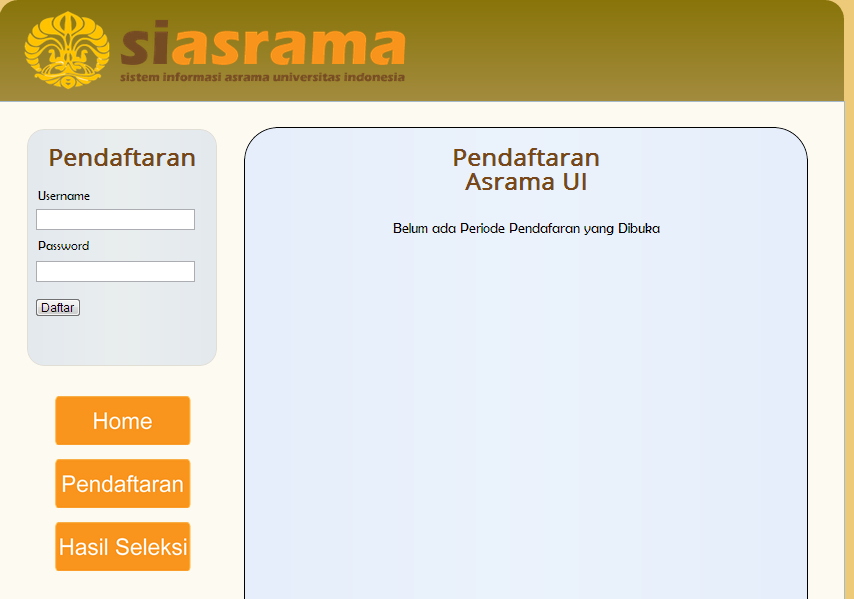 siasrama
sistem informasi asrama universitas indonesia
Pendaftaran
Username
Password
Daftar
Home
Pendaftaran
Hasil Seleksi
Pendaftaran
Asrama UI
Belum ada Periode Pendafaran yang Dibuka